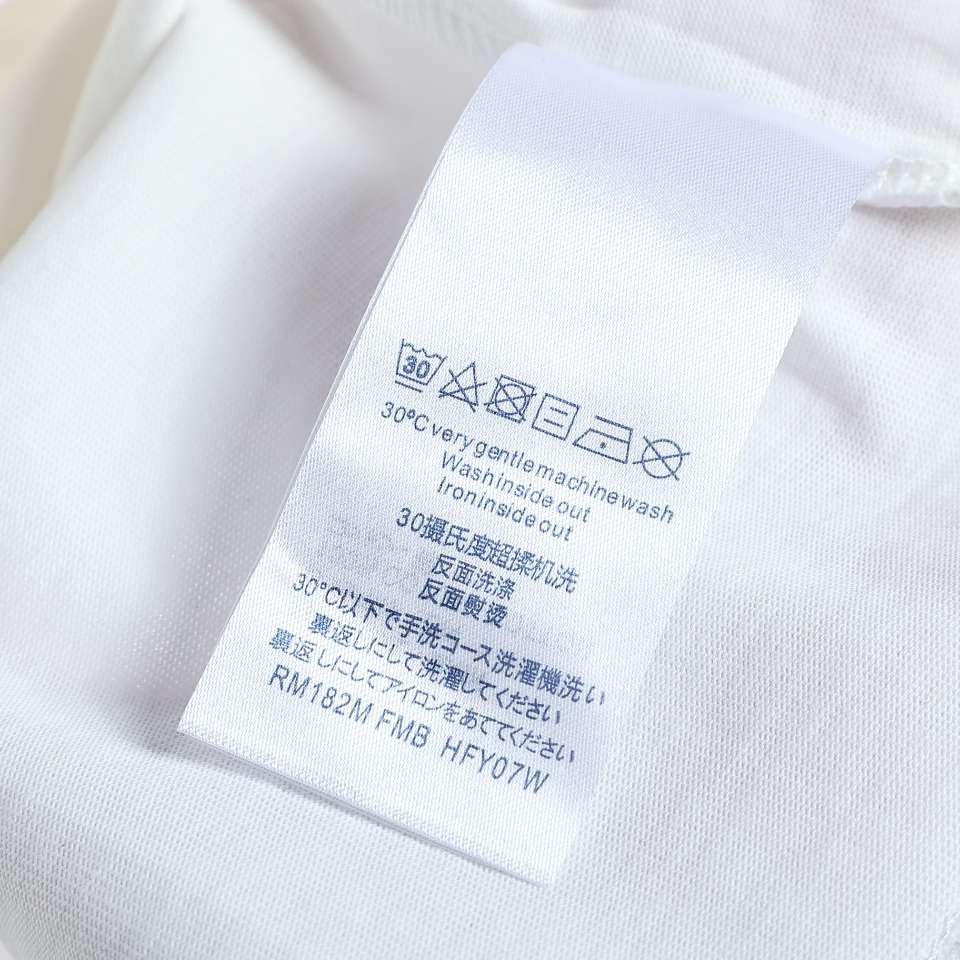 30
30°C very gentle machine wash
Wash inside out
Iron inside out
30摄氏度超揉机洗
反面洗涤
反面熨烫
30°C以下で手洗コース洗濯機洗い
裏返しにして洗濯してください
裏返しにしてアイロンをあててください
RM182M FMB HFY07W